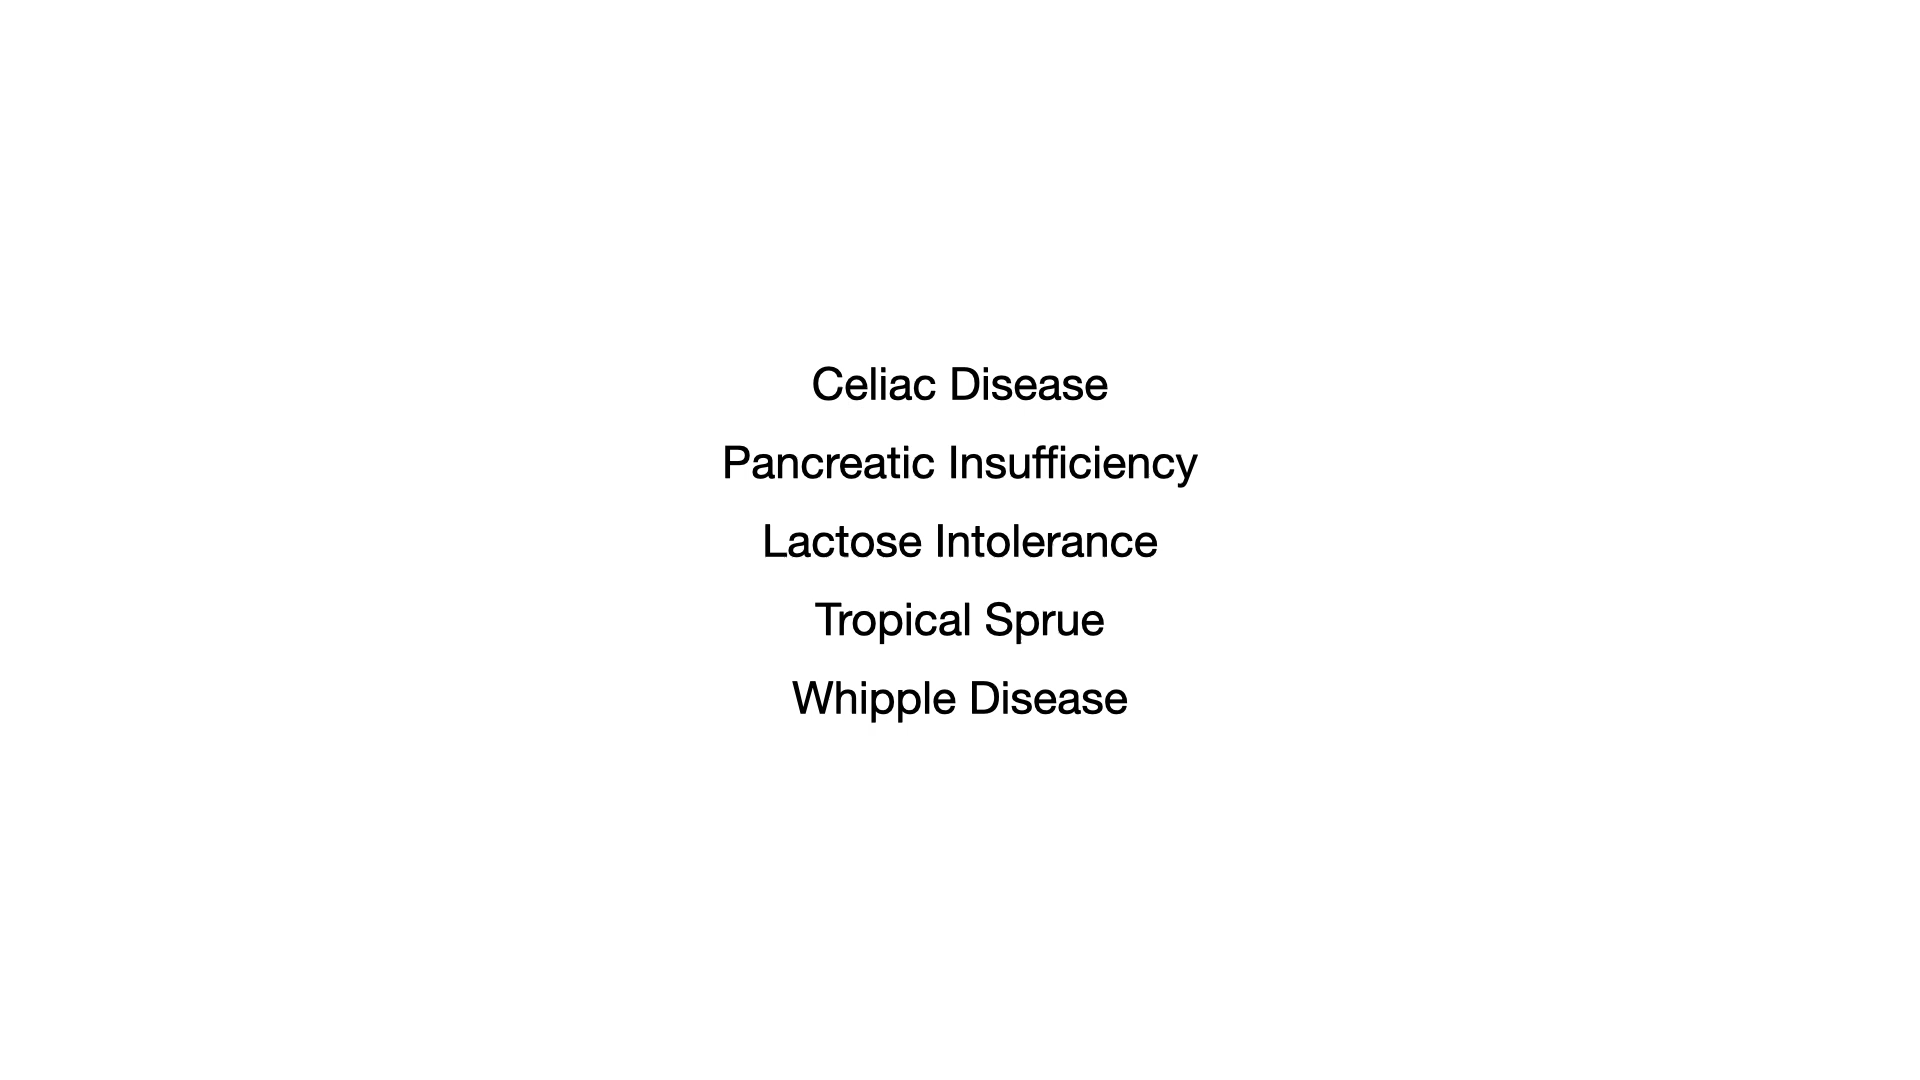 Celiac Disease
Pancreatic Insufficiency
Lactose Intolerance
Tropical Sprue
Whipple Disease